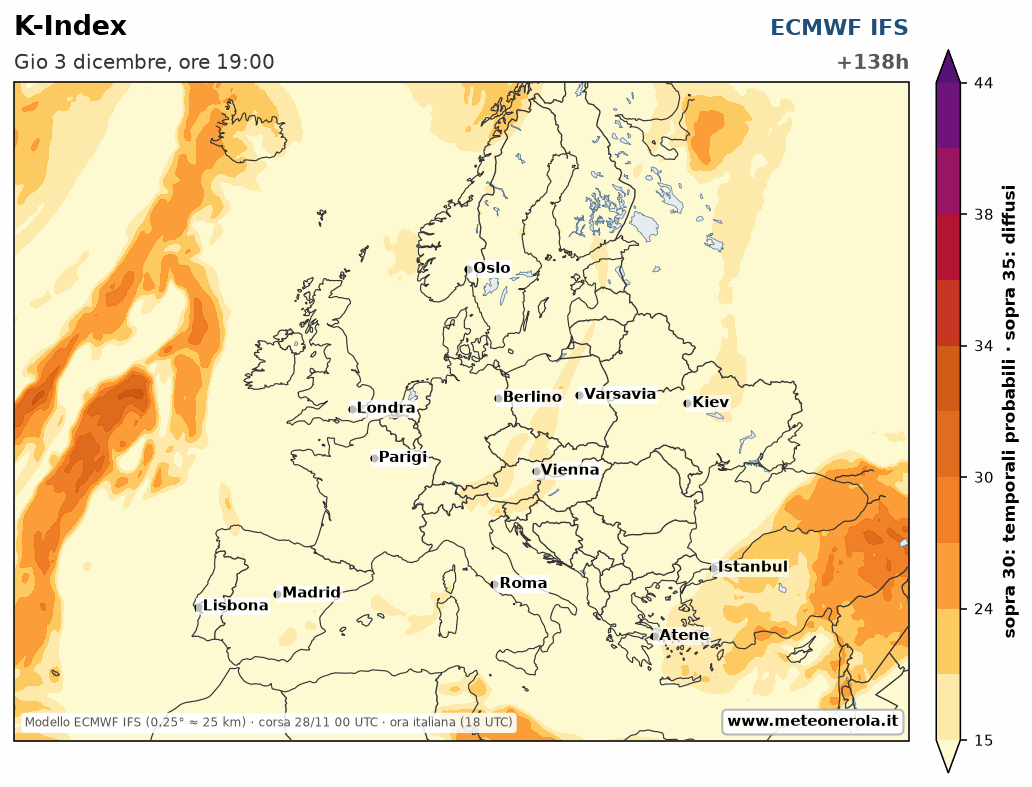 K-Index
ECMWF IFS
Gio 3 dicembre, ore 19:00
+138h
Oslo
Berlino
Varsavia
Kiev
Londra
Parigi
Vienna
Istanbul
Roma
Madrid
Lisbona
Atene
Modello ECMWF IFS (0,25° ≈ 25 km) · corsa 28/11 00 UTC · ora italiana (18 UTC)
www.meteonerola.it
44
38
34
30
24
15
sopra 30: temporali probabili · sopra 35: diffusi